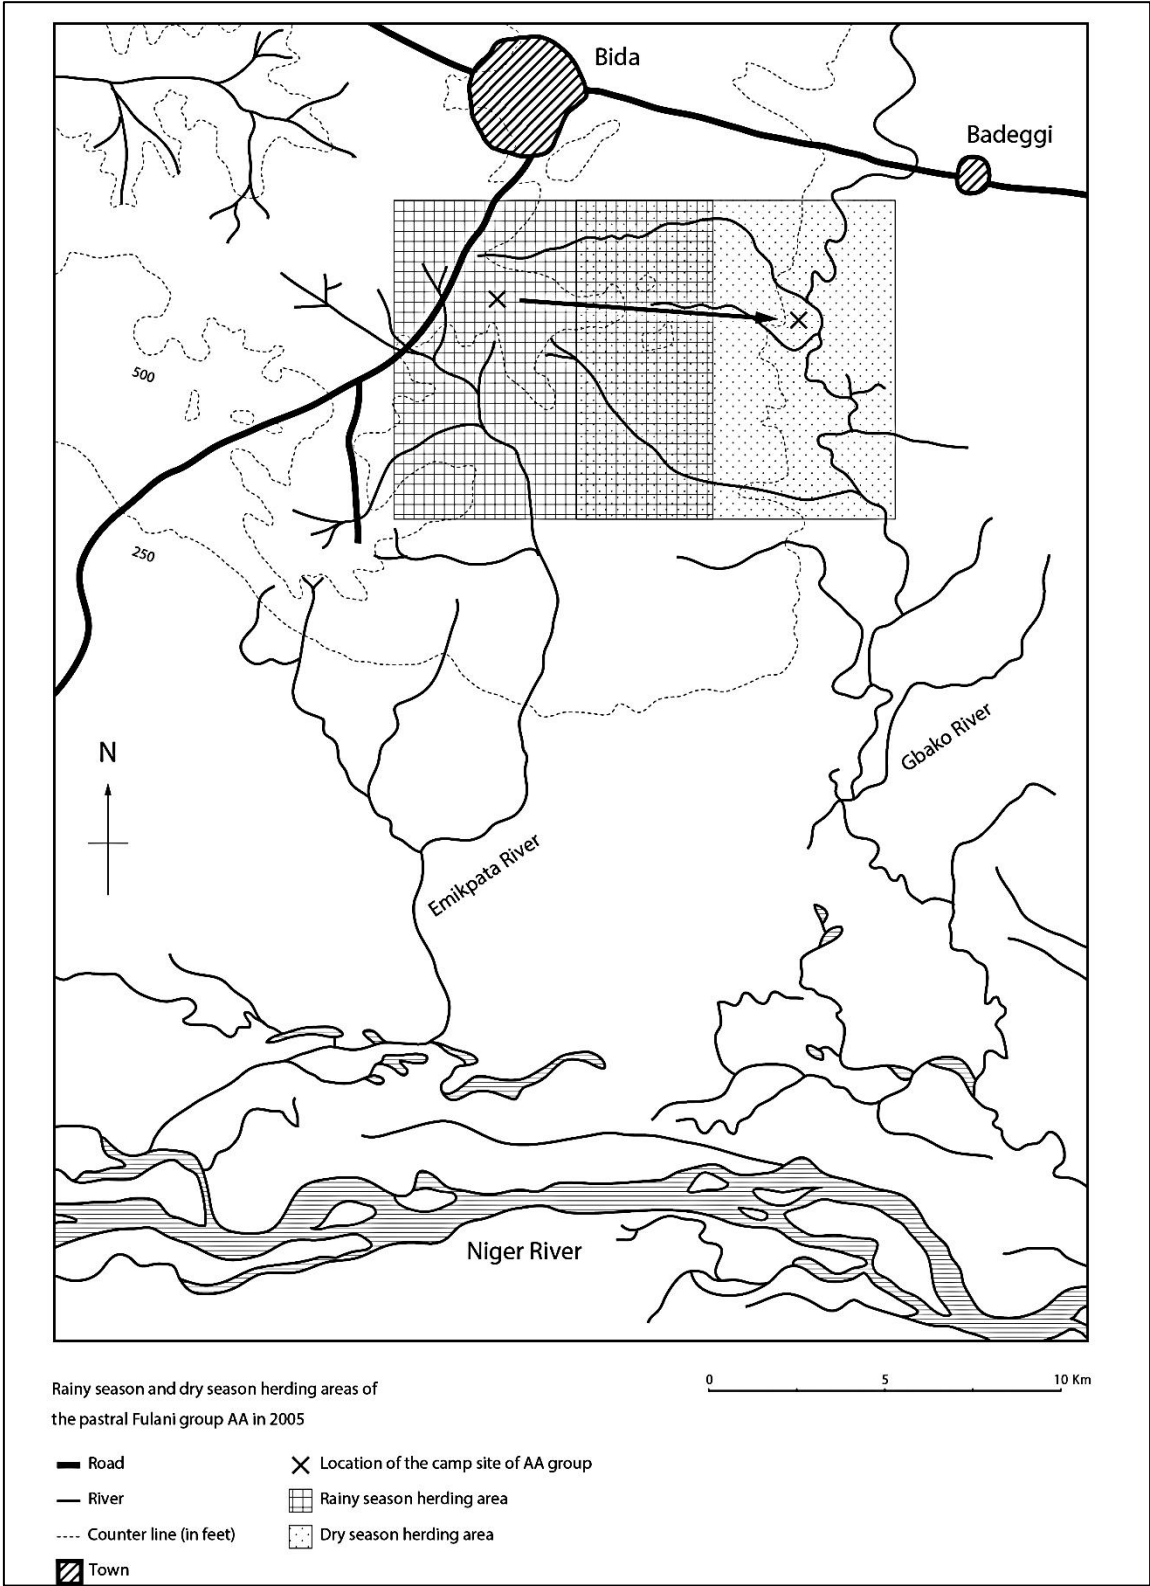 Bida
Badeggi
500
250
N
Gbako River
Emikpata River
Niger River
0 5 10 Km
Rainy season and dry season herding areas of
the pastral Fulani group AA in 2005
Road
Location of the camp site of AA group
River
Rainy season herding area
Counter line (in feet)
Dry season herding area
Town